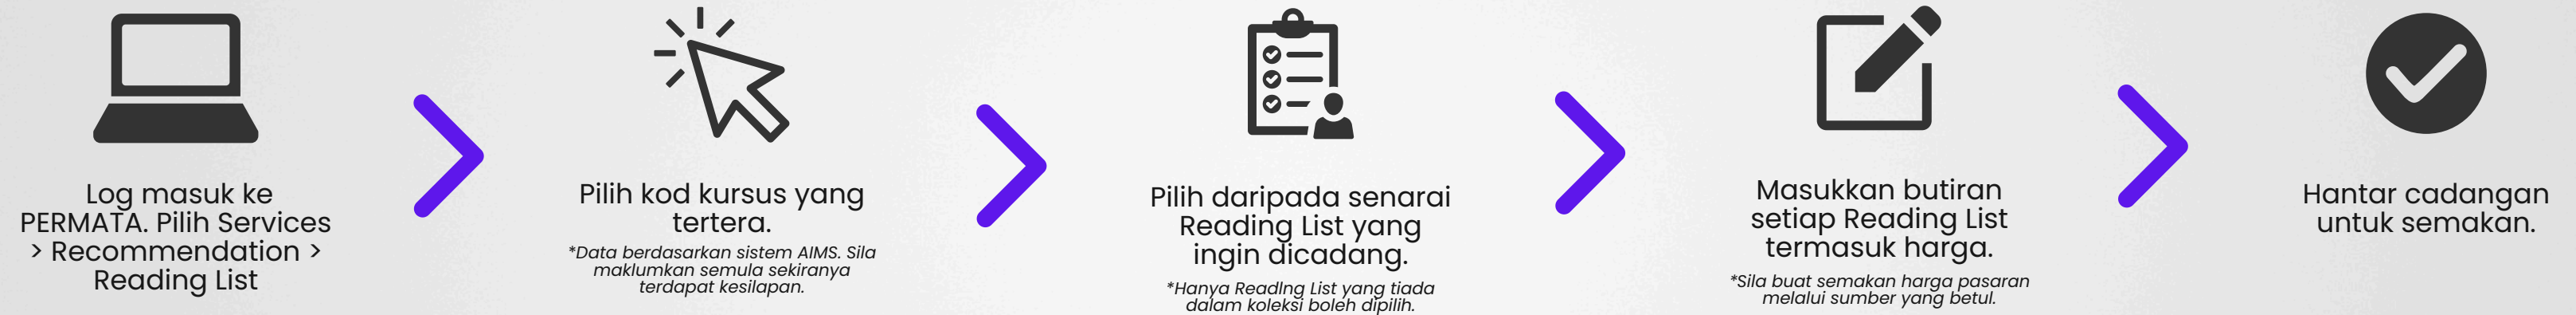 Log masuk ke
PERMATA. Pilih Services
> Recommendation >
Reading List
Pilih kod kursus yang
tertera.
*Data berdasarkan sistem AIMS. Sila
maklumkan semula sekiranya
terdapat kesilapan.
Pilih daripada senarai
Reading List yang
ingin dicadang.
*Hanya ReadIng List yang tiada
dalam koleksi boleh dipilih.
Masukkan butiran
setiap Reading List
termasuk harga.
*Sila buat semakan harga pasaran
melalui sumber yang betul.
Hantar cadangan
untuk semakan.